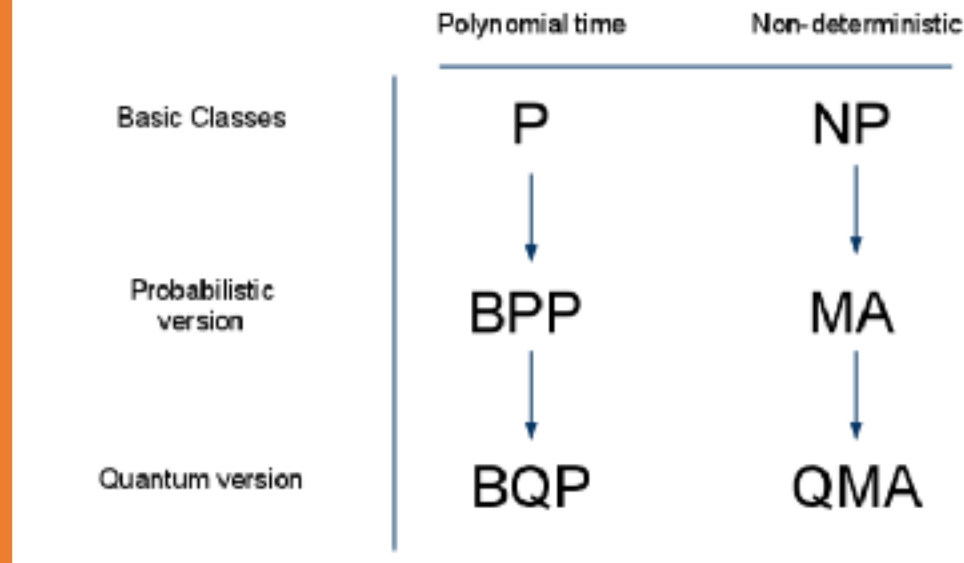 Polynomial time Non-deterministic
Basic Classes P NP
Probabilistic
version
BPP MA
Quantum version BQP QMA